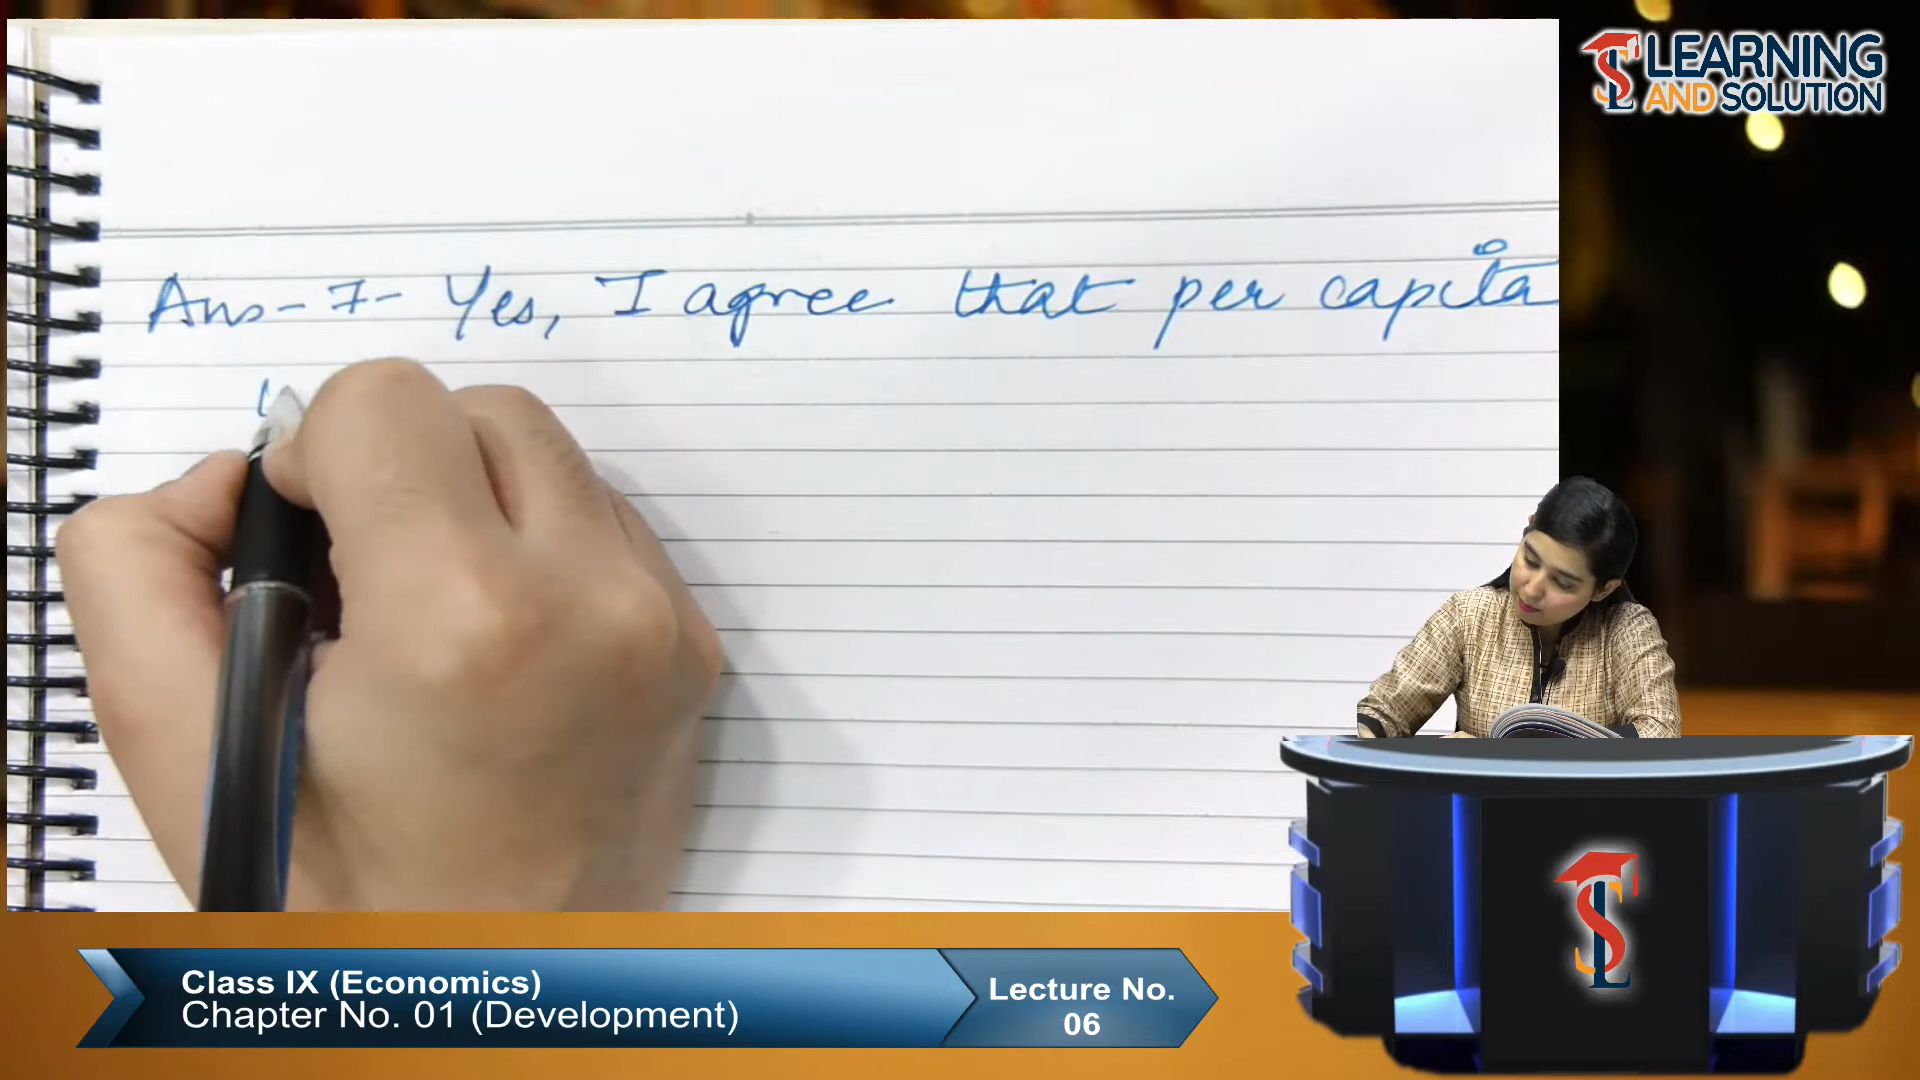 LEARNING
AND SOLUTION
Ans-7- Yes, I agree that per capita
Class IX (Economics)
Chapter No. 01 (Development)
Lecture No.
06